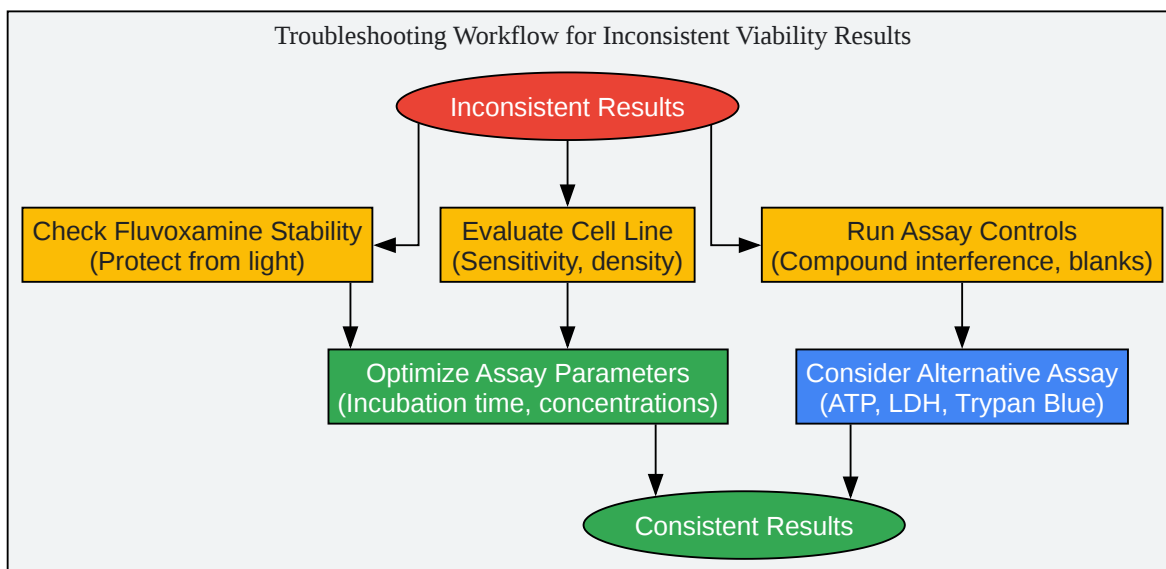 Troubleshooting Workflow for Inconsistent Viability Results
Inconsistent Results
Check Fluvoxamine Stability
(Protect from light)
Evaluate Cell Line
(Sensitivity, density)
Run Assay Controls
(Compound interference, blanks)
Optimize Assay Parameters
(Incubation time, concentrations)
Consider Alternative Assay
(ATP, LDH, Trypan Blue)
Consistent Results